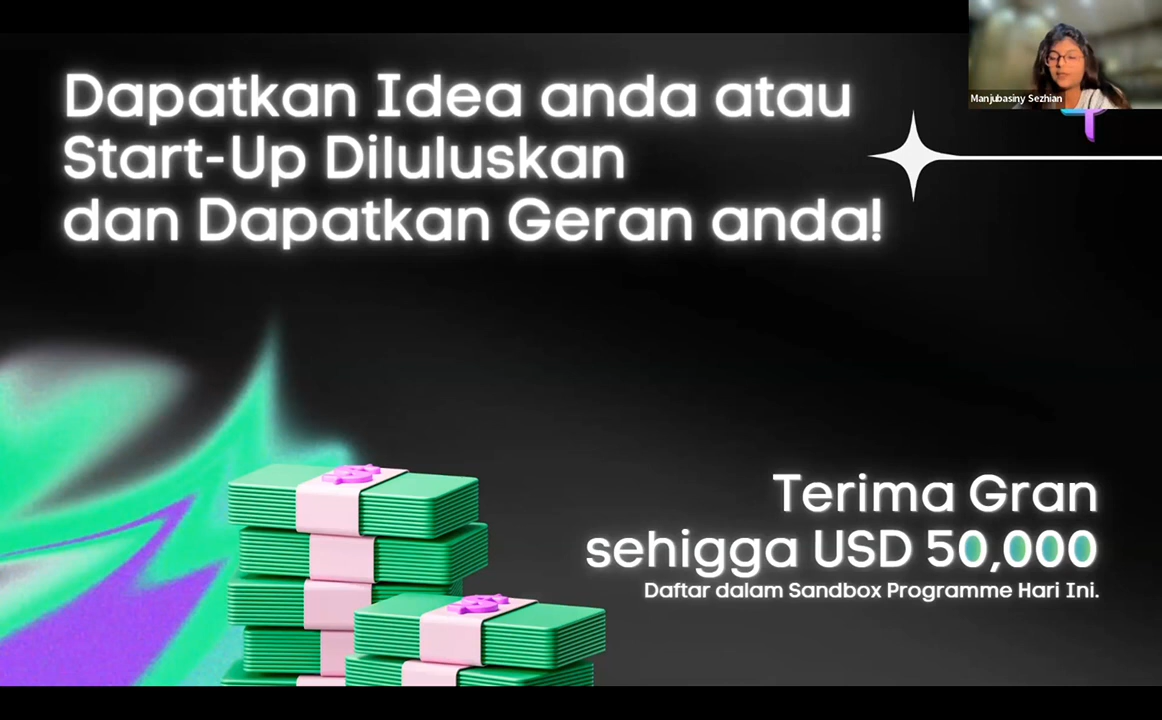 Dapatkan Idea anda atau
Start-Up Diluluskan
dan Dapatkan Geran anda!
Manjubasiny Sezhian
Terima Gran
sehigga USD 50,000
Daftar dalam Sandbox Programme Hari Ini.